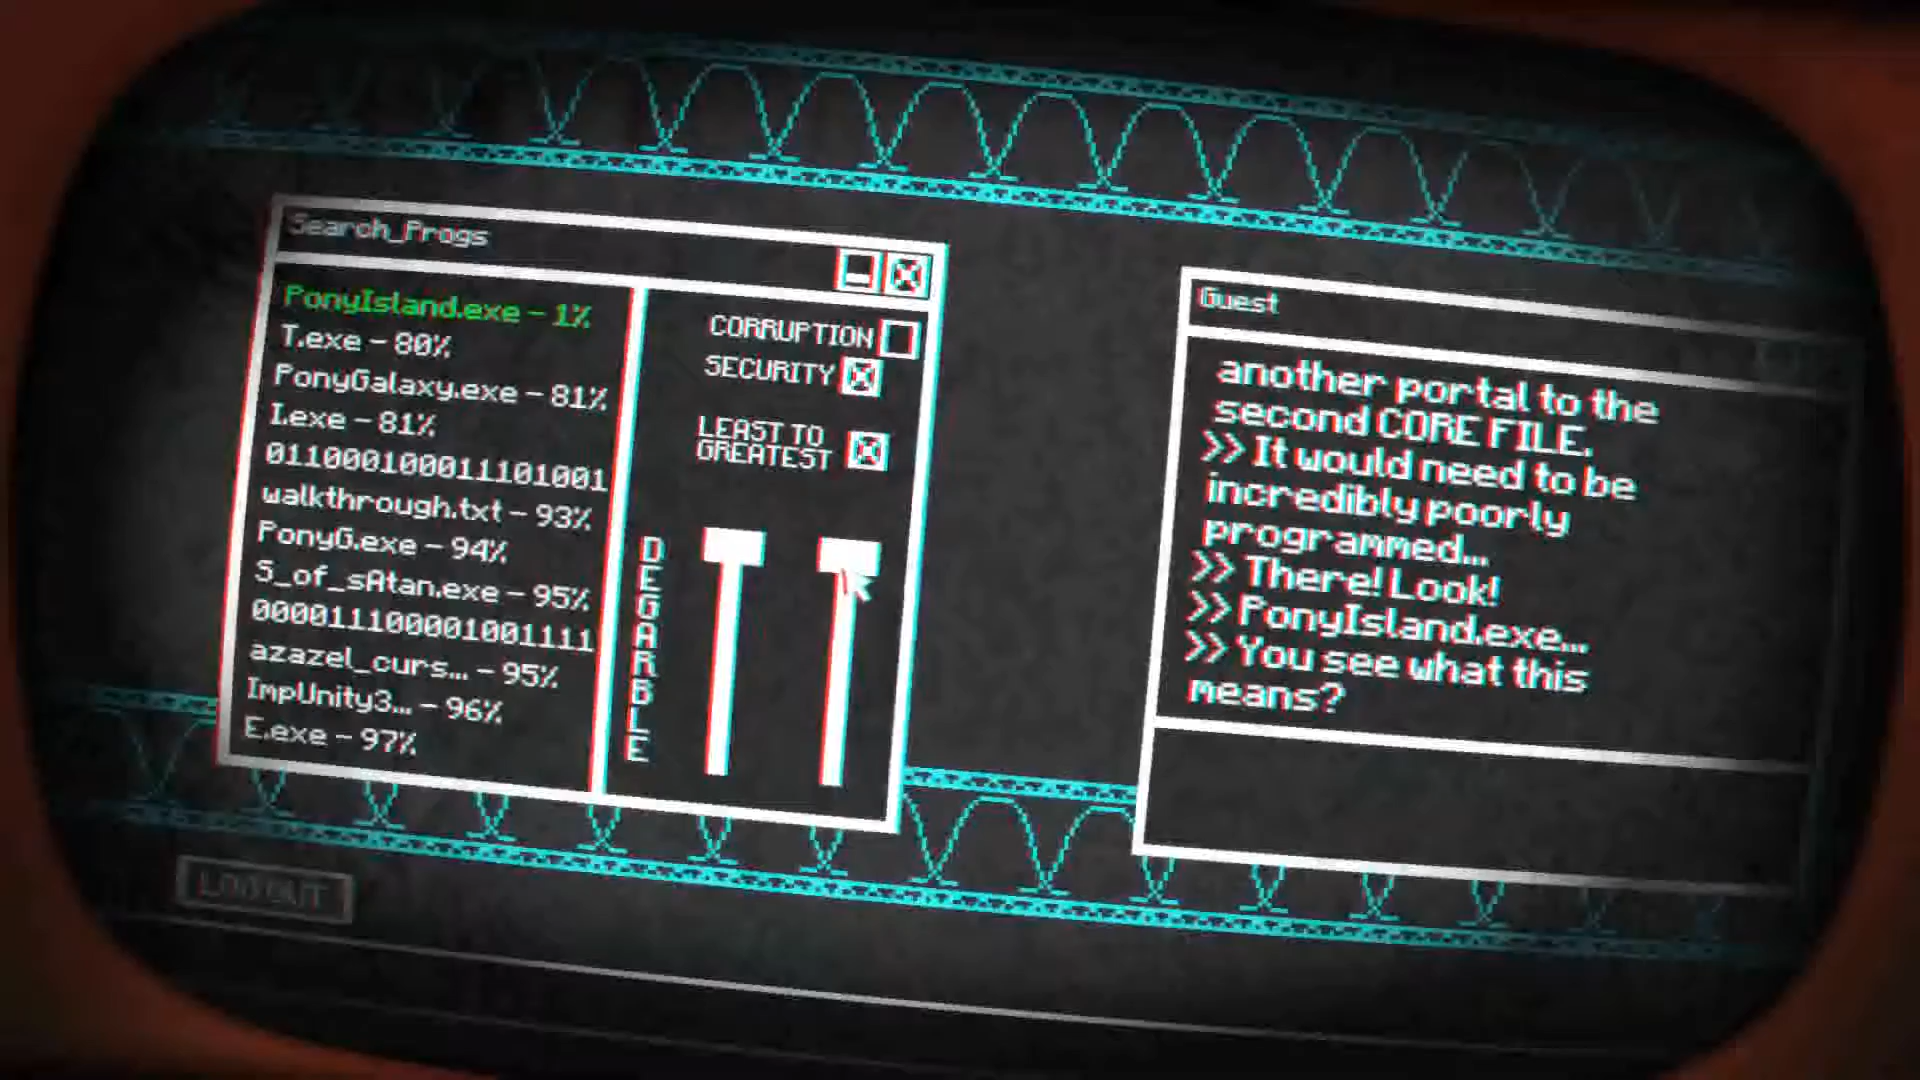 Search_Progs
PonyIsland.exe - 1%
T.exe - 80%
PonyGalaxy.exe - 81%
I.exe - 81%
011000100011101001
walkthrough.txt - 93%
PonyG.exe - 94%
S_of_sAtan.exe - 95%
000011100001001111
azazel_curs... - 95%
ImpUnity3... - 96%
E.exe - 97%
CORRUPTION
SECURITY
LEAST TO
GREATEST
DEGARBLE
Guest
another portal to the
second CORE FILE.
>> It would need to be
incredibly poorly
programmed...
>> There! Look!
>> PonyIsland.exe...
>> You see what this
means?
LOGOUT